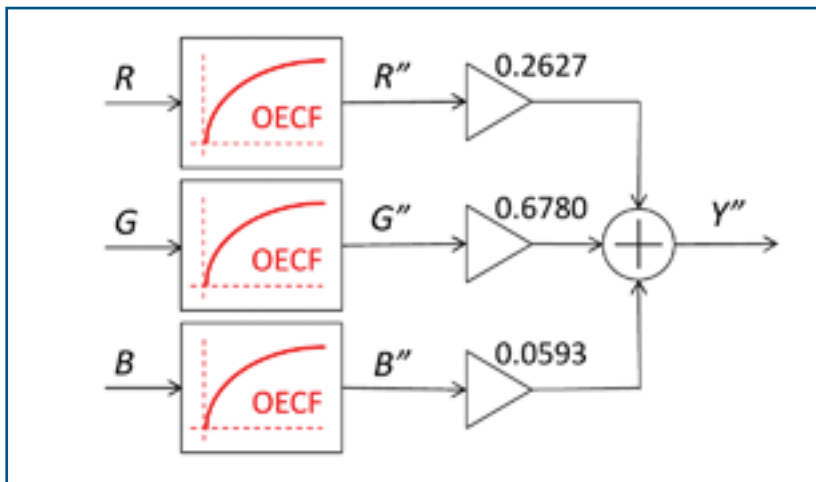 R OECF R″ 0.2627
G OECF G″ 0.6780 Y″
B OECF B″ 0.0593